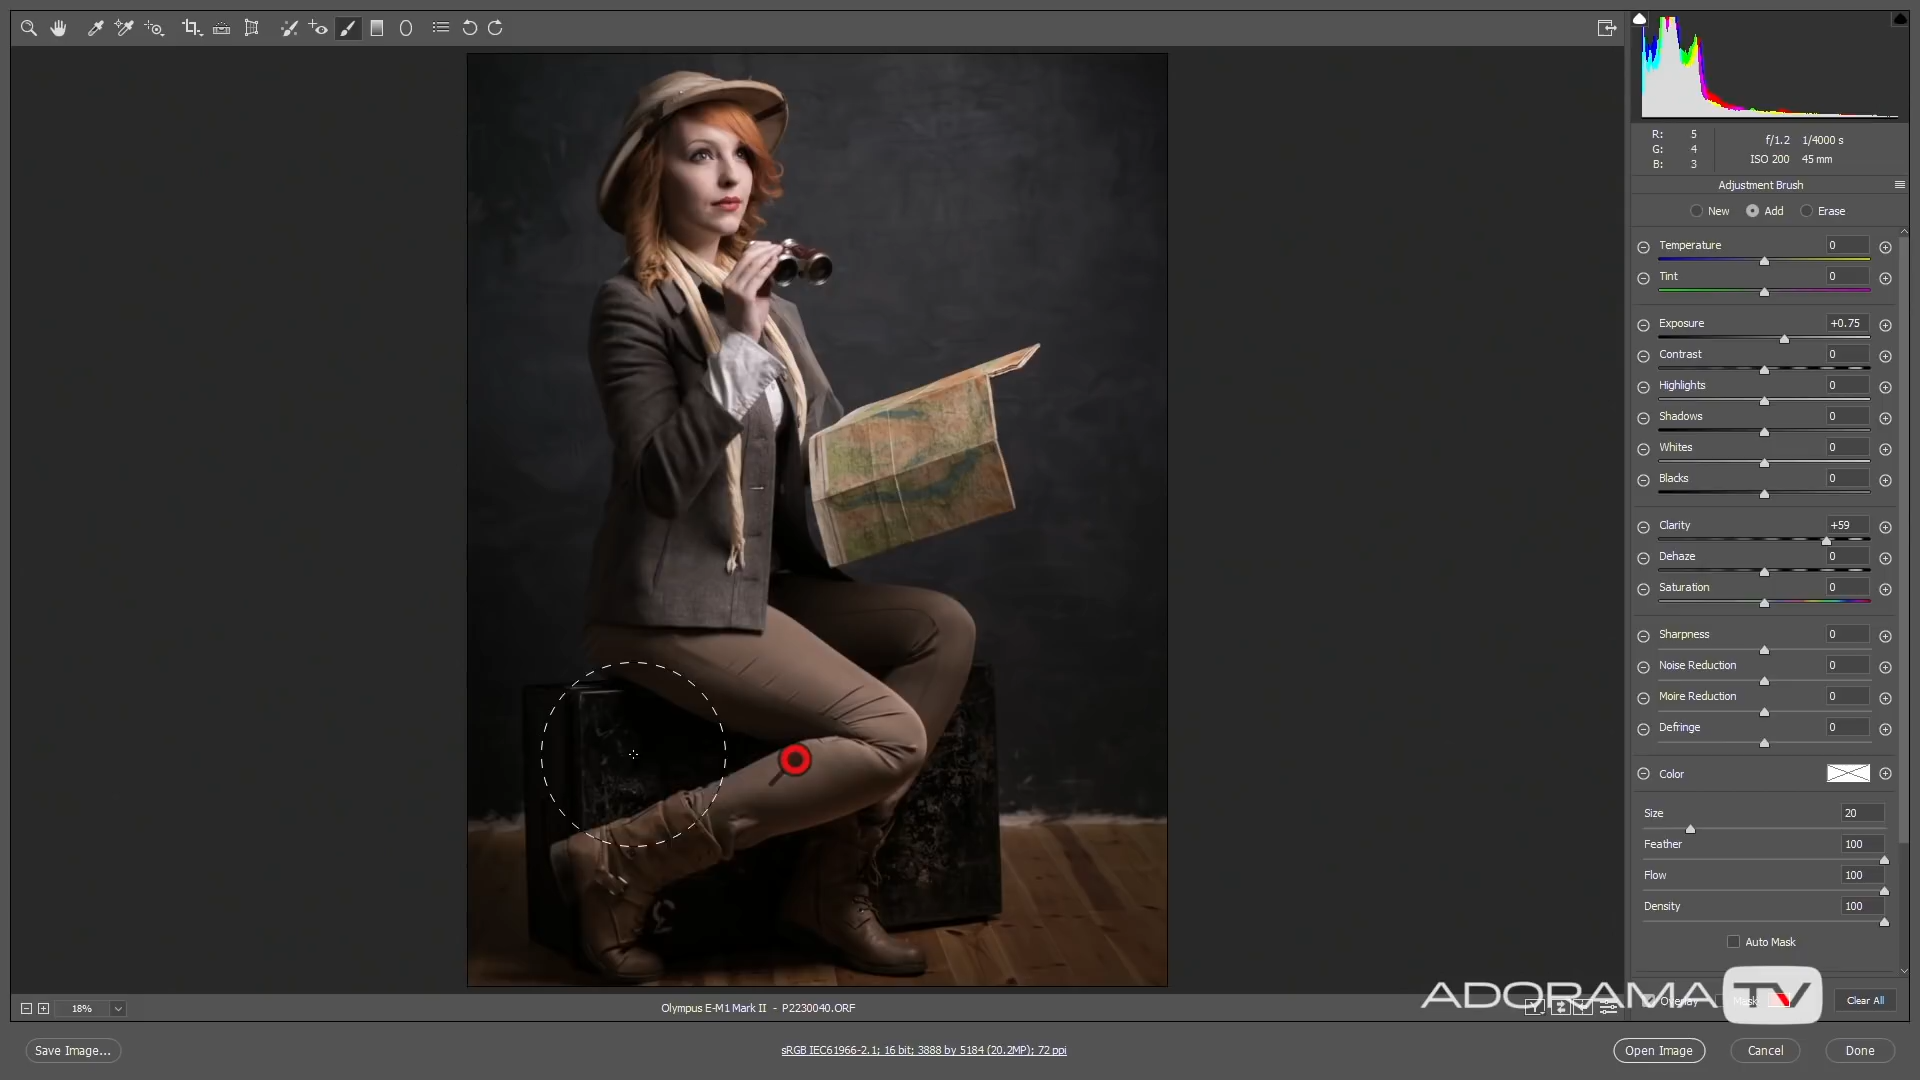 R: 5
G: 4
B: 3
f/1.2 1/4000 s
ISO 200 45 mm
Adjustment Brush
New Add Erase
Temperature 0
Tint 0
Exposure +0.75
Contrast 0
Highlights 0
Shadows 0
Whites 0
Blacks 0
Clarity +59
Dehaze 0
Saturation 0
Sharpness 0
Noise Reduction 0
Moire Reduction 0
Defringe 0
Color
Size 20
Feather 100
Flow 100
Density 100
Auto Mask
ADORAMA TV
Overlay Mask
Clear All
18%
Olympus E-M1 Mark II - P2230040.ORF
Y
Save Image...
sRGB IEC61966-2.1; 16 bit; 3888 by 5184 (20.2MP); 72 ppi
Open Image Cancel Done